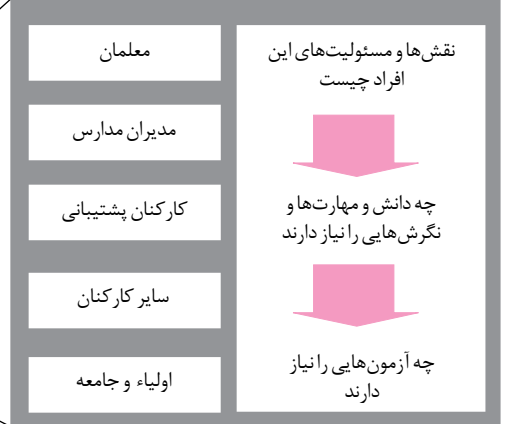 نقش‌ها و مسئولیت‌های این
افراد چیست
چه دانش و مهارت‌ها و
نگرش‌هایی را نیاز دارند
چه آزمون‌هایی را نیاز
دارند
معلمان
مدیران مدارس
کارکنان پشتیبانی
سایر کارکنان
اولیاء و جامعه